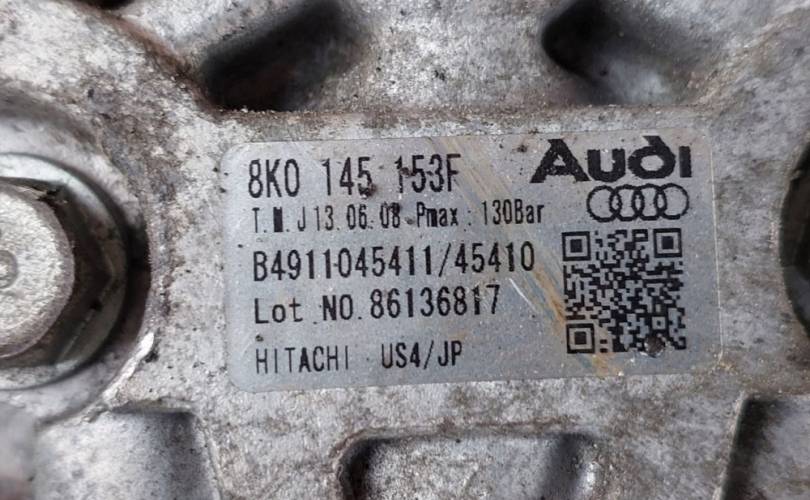 8K0 145 153F
Audi
T.M.J13.06.08 Pmax: 130Bar
B4911045411/45410
Lot NO. 86136817
HITACHI US4/JP